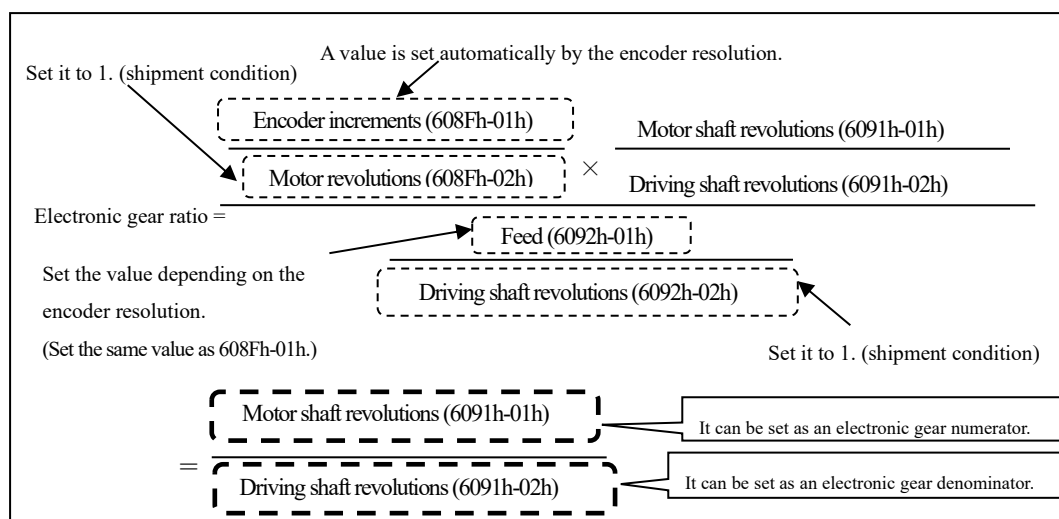 A value is set automatically by the encoder resolution.
Set it to 1. (shipment condition)
Encoder increments (608Fh-01h)
Motor shaft revolutions (6091h-01h)
×
Motor revolutions (608Fh-02h)
Driving shaft revolutions (6091h-02h)
Electronic gear ratio =
Feed (6092h-01h)
Set the value depending on the
encoder resolution.
(Set the same value as 608Fh-01h.)
Driving shaft revolutions (6092h-02h)
Set it to 1. (shipment condition)
Motor shaft revolutions (6091h-01h)
It can be set as an electronic gear numerator.
=
Driving shaft revolutions (6091h-02h)
It can be set as an electronic gear denominator.